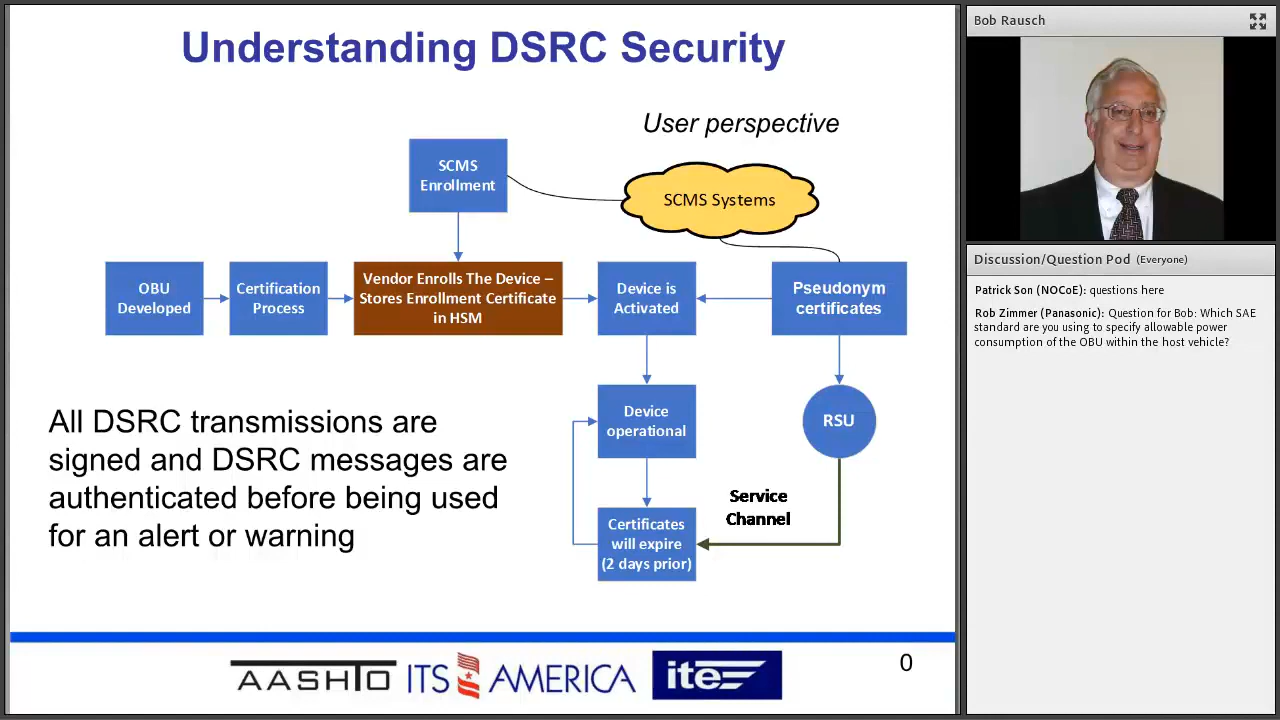 Understanding DSRC Security
User perspective
SCMS
Enrollment
SCMS Systems
OBU
Developed
Certification
Process
Vendor Enrolls The Device –
Stores Enrollment Certificate
in HSM
Device is
Activated
Pseudonym
certificates
Device
operational
RSU
All DSRC transmissions are
signed and DSRC messages are
authenticated before being used
for an alert or warning
Service
Channel
Certificates
will expire
(2 days prior)
AASHTO
ITS AMERICA
ite
0
Bob Rausch
Discussion/Question Pod (Everyone)
Patrick Son (NOCoE): questions here
Rob Zimmer (Panasonic): Question for Bob: Which SAE
standard are you using to specify allowable power
consumption of the OBU within the host vehicle?